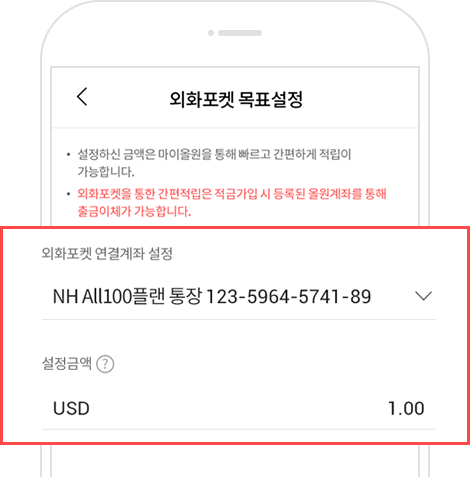 외화포켓 목표설정
• 설정하신 금액은 마이올원을 통해 빠르고 간편하게 적립이
가능합니다.
• 외화포켓을 통한 간편적립은 적금가입 시 등록된 올원계좌를 통해
출금이체가 가능합니다.
외화포켓 연결계좌 설정
NH All100플랜 통장 123-5964-5741-89
설정금액 ?
USD 1.00